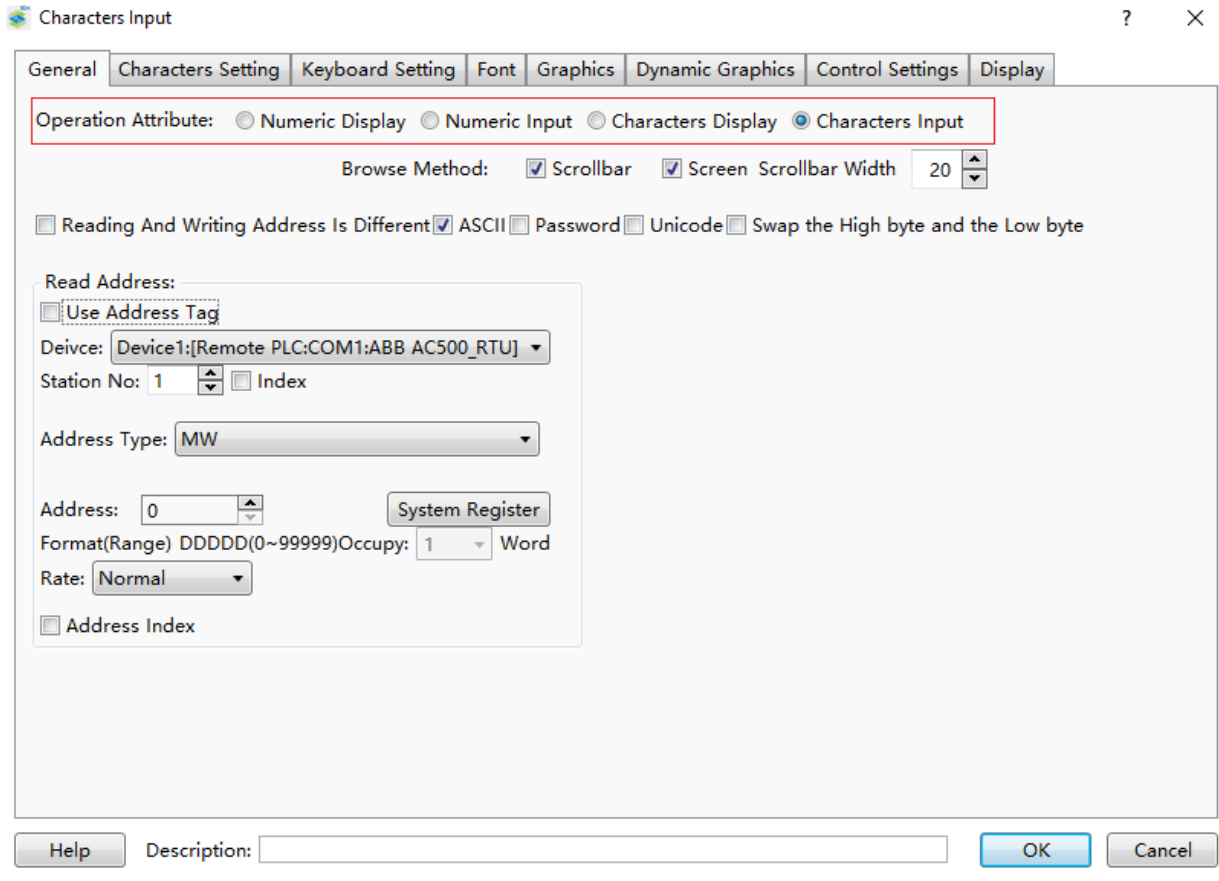 Characters Input ?
General Characters Setting Keyboard Setting Font Graphics Dynamic Graphics Control Settings Display
Operation Attribute: Numeric Display Numeric Input Characters Display Characters Input
Browse Method: Scrollbar Screen Scrollbar Width 20
Reading And Writing Address Is Different ASCII Password Unicode Swap the High byte and the Low byte
Read Address:
Use Address Tag
Deivce: Device1:[Remote PLC:COM1:ABB AC500_RTU]
Station No: 1 Index
Address Type: MW
Address: 0 System Register
Format(Range) DDDDD(0~99999)Occupy: 1 Word
Rate: Normal
Address Index
Help Description: OK Cancel